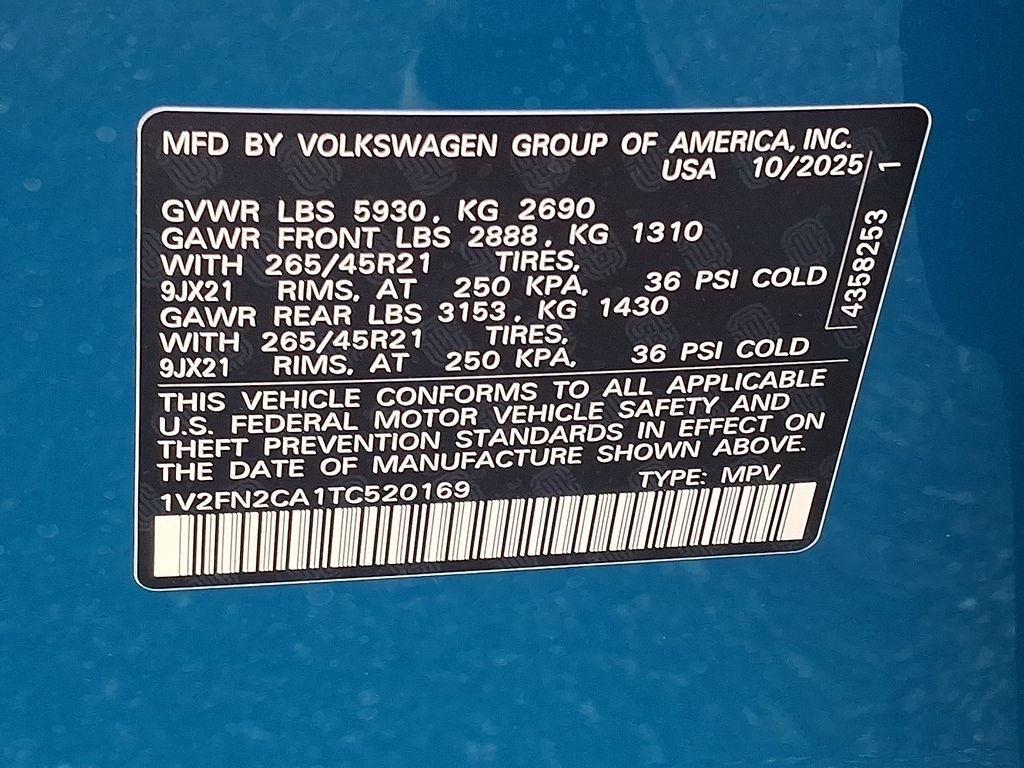 MFD BY VOLKSWAGEN GROUP OF AMERICA, INC.
USA 10/2025
GVWR LBS 5930, KG 2690
GAWR FRONT LBS 2888, KG 1310
WITH 265/45R21 TIRES,
9JX21 RIMS, AT 250 KPA, 36 PSI COLD
GAWR REAR LBS 3153, KG 1430
WITH 265/45R21 TIRES,
9JX21 RIMS, AT 250 KPA, 36 PSI COLD
THIS VEHICLE CONFORMS TO ALL APPLICABLE
U.S. FEDERAL MOTOR VEHICLE SAFETY AND
THEFT PREVENTION STANDARDS IN EFFECT ON
THE DATE OF MANUFACTURE SHOWN ABOVE.
1V2FN2CA1TC520169 TYPE: MPV
4358253 1